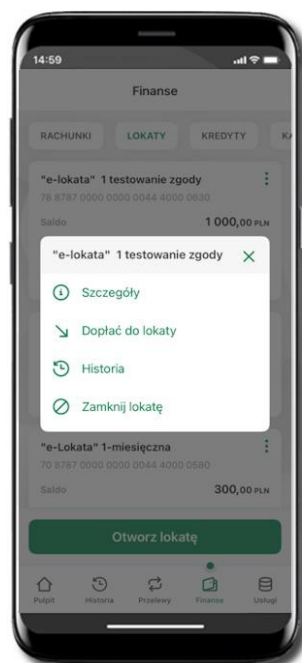 14:59
Finanse
RACHUNKI LOKATY KREDYTY KA
"e-lokata" 1 testowanie zgody
78 8787 0000 0000 0044 4000 0630
Saldo 1 000,00 PLN
"e-lokata" 1 testowanie zgody
Szczegóły
Dopłać do lokaty
Historia
Zamknij lokatę
"e-Lokata" 1-miesięczna
70 8787 0000 0000 0044 4000 0580
Saldo 300,00 PLN
Otworz lokatę
Pulpit Historia Przelewy Finanse Usługi